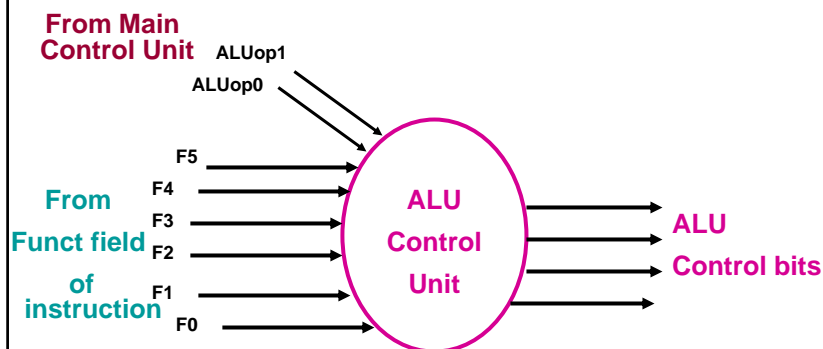 From Main
Control Unit
ALUop1
ALUop0
F5
F4
F3
F2
F1
F0
From
Funct field
of
instruction
ALU
Control
Unit
ALU
Control bits